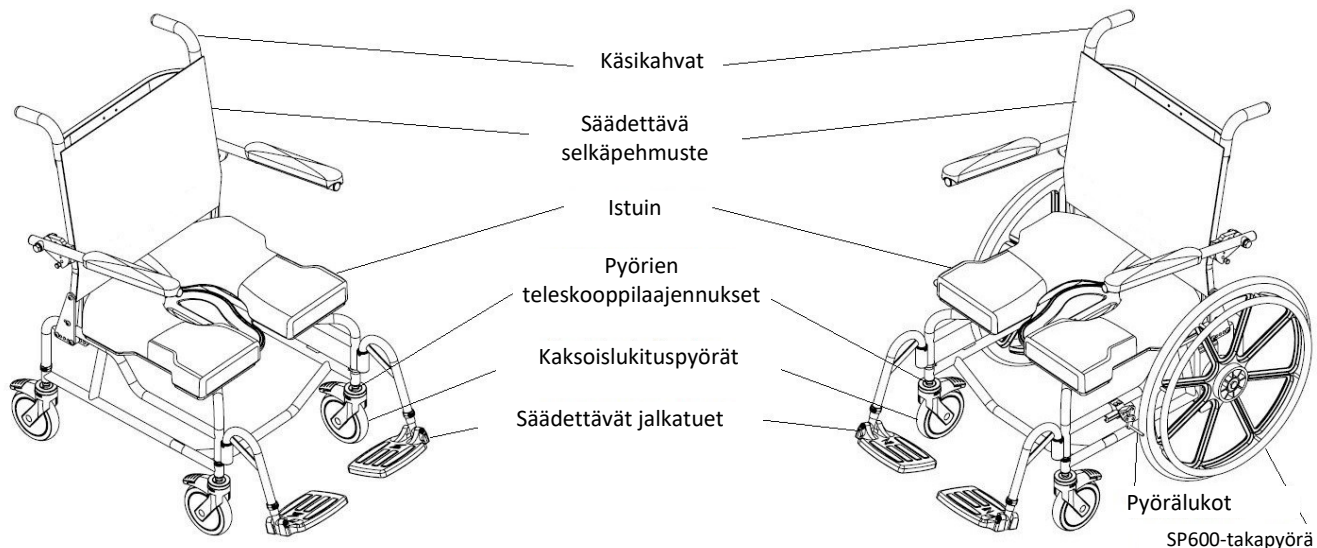 Käsikahvat
Säädettävä
selkäpehmuste
Istuin
Pyörien
teleskooppilaajennukset
Kaksoislukituspyörät
Säädettävät jalkatuet
Pyörälukot
SP600-takapyörä